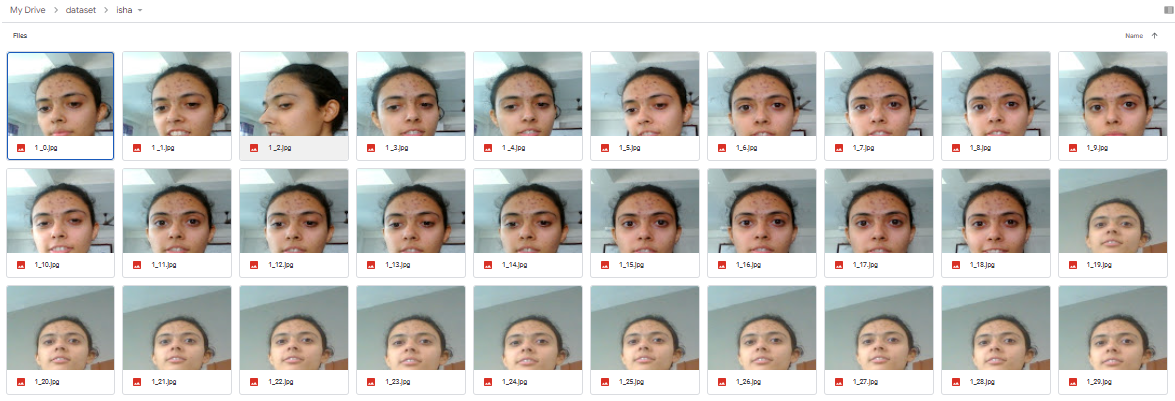 My Drive > dataset > isha
Files Name
1_0.jpg 1_1.jpg 1_2.jpg 1_3.jpg 1_4.jpg 1_5.jpg 1_6.jpg 1_7.jpg 1_8.jpg 1_9.jpg
1_10.jpg 1_11.jpg 1_12.jpg 1_13.jpg 1_14.jpg 1_15.jpg 1_16.jpg 1_17.jpg 1_18.jpg 1_19.jpg
1_20.jpg 1_21.jpg 1_22.jpg 1_23.jpg 1_24.jpg 1_25.jpg 1_26.jpg 1_27.jpg 1_28.jpg 1_29.jpg